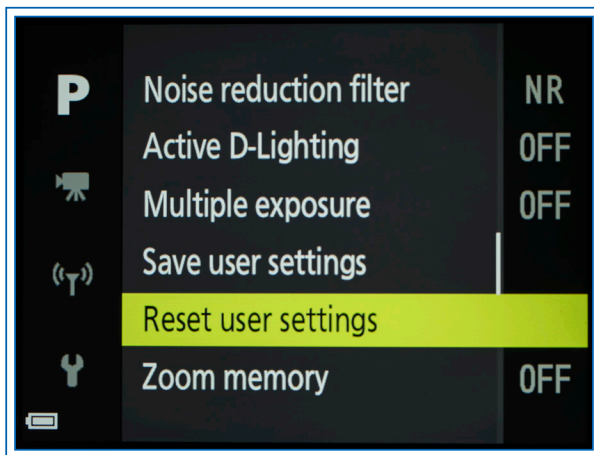 P
Noise reduction filter NR
Active D-Lighting OFF
Multiple exposure OFF
Save user settings
Reset user settings
Zoom memory OFF